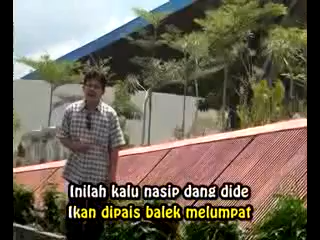 Inilah kalu nasip dang dide
Ikan dipais balek melumpat